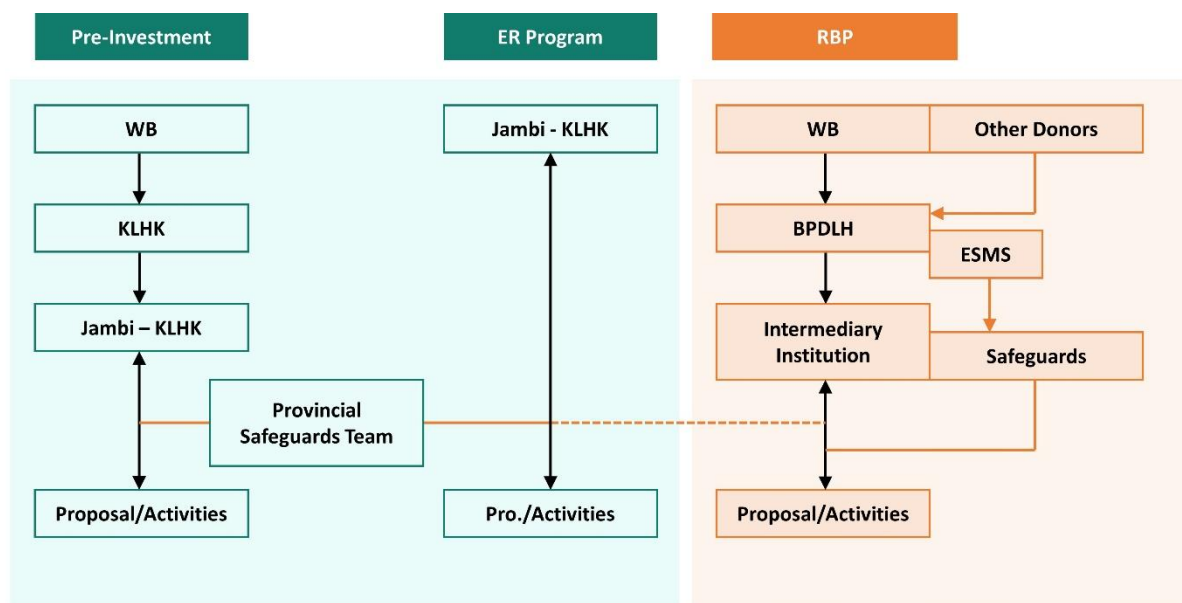 Pre-Investment
ER Program
RBP
WB
Jambi - KLHK
WB
Other Donors
KLHK
BPDLH
ESMS
Jambi – KLHK
Intermediary
Institution
Safeguards
Provincial
Safeguards Team
Proposal/Activities
Pro./Activities
Proposal/Activities